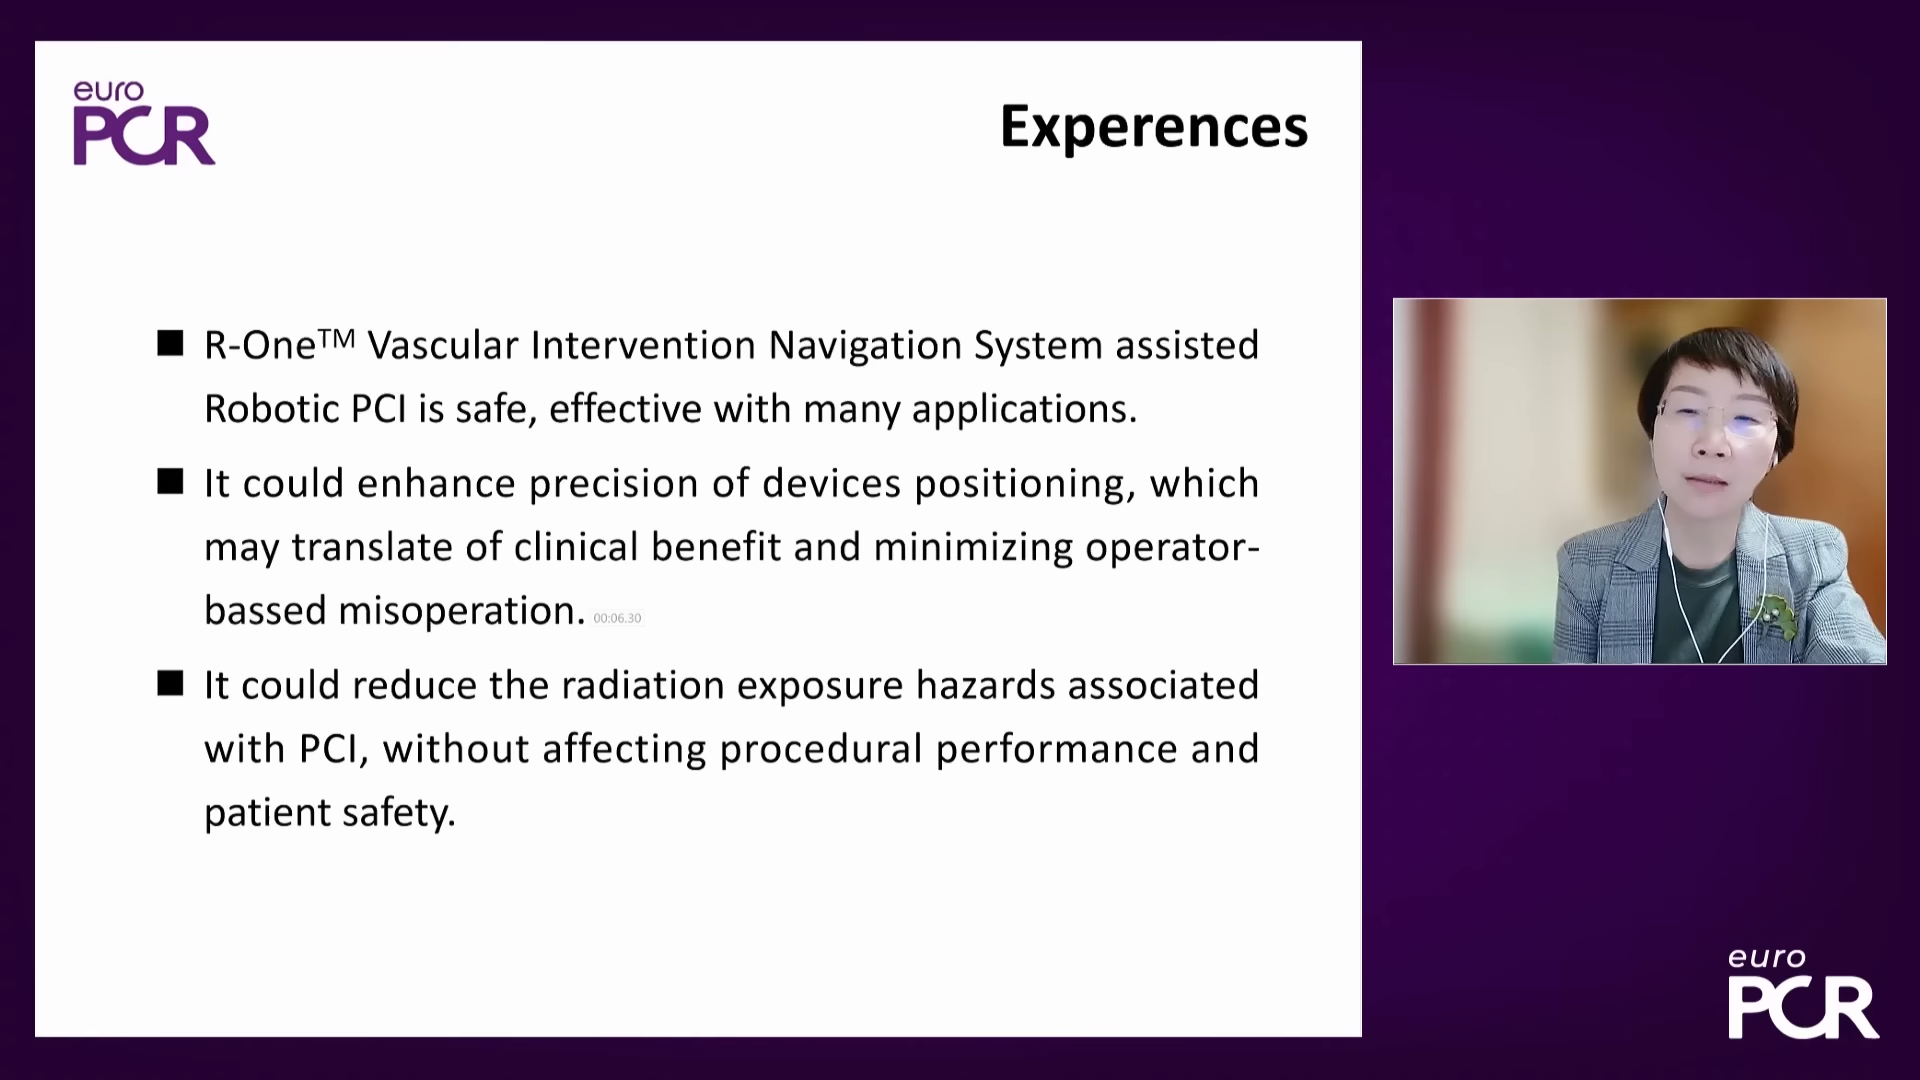 euro
PCR
Experences
■ R-One™ Vascular Intervention Navigation System assisted
Robotic PCI is safe, effective with many applications.
■ It could enhance precision of devices positioning, which
may translate of clinical benefit and minimizing operator-
bassed misoperation. 00:06.30
■ It could reduce the radiation exposure hazards associated
with PCI, without affecting procedural performance and
patient safety.
euro
PCR